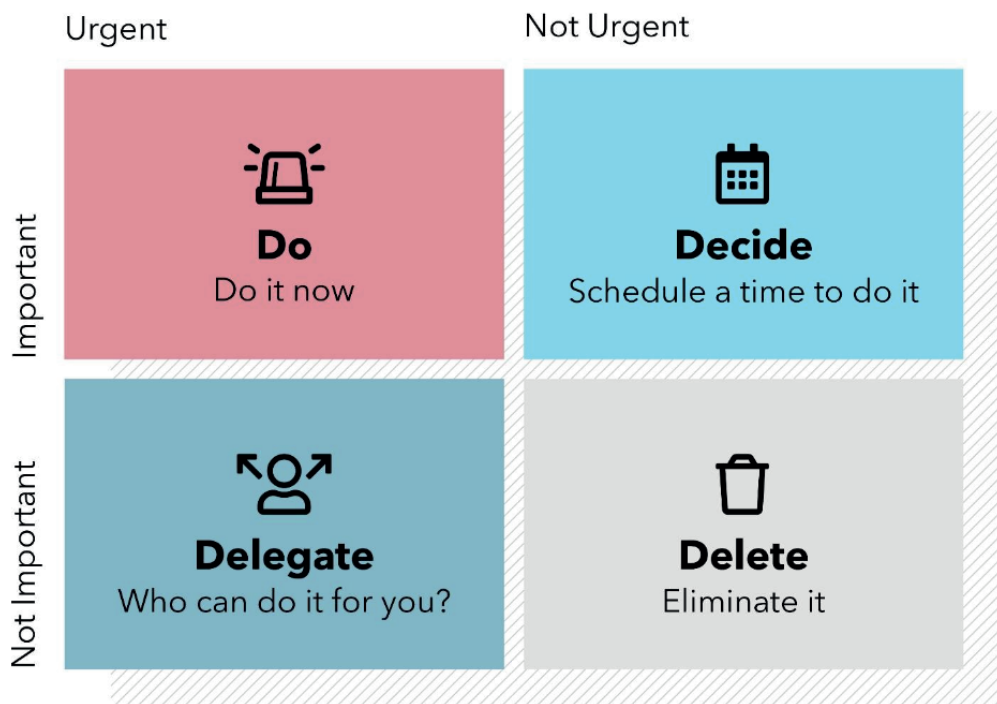 Urgent
Not Urgent
Important
Do
Do it now
Decide
Schedule a time to do it
Not Important
Delegate
Who can do it for you?
Delete
Eliminate it